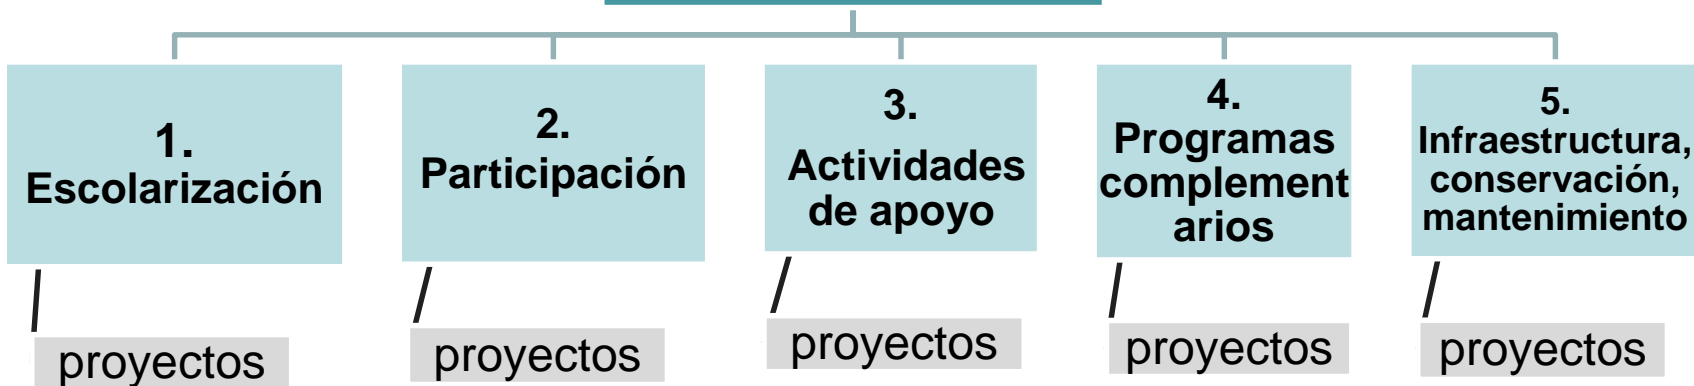 1.
Escolarización
2.
Participación
3.
Actividades
de apoyo
4.
Programas
complement
arios
5.
Infraestructura,
conservación,
mantenimiento
proyectos
proyectos
proyectos
proyectos
proyectos